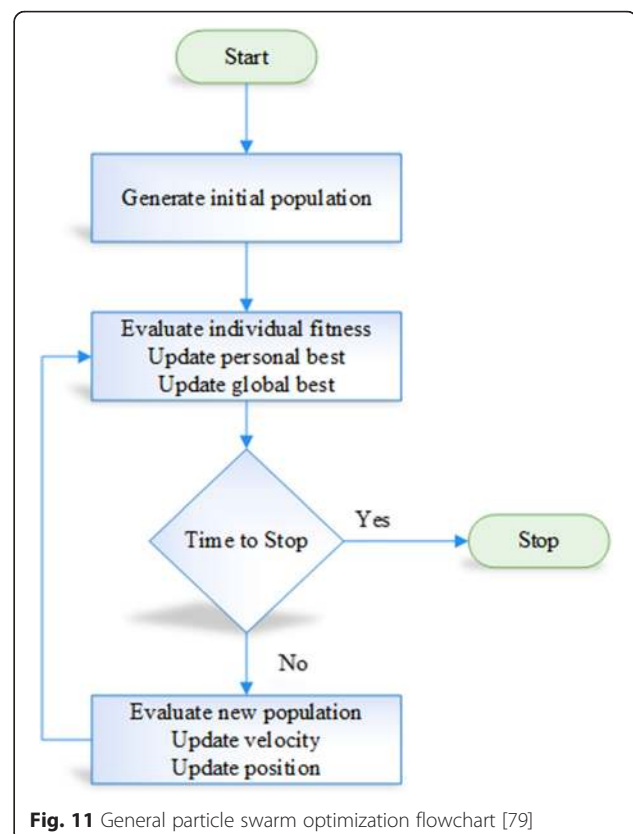 Start
Generate initial population
Evaluate individual fitness
Update personal best
Update global best
Time to Stop
Yes
Stop
No
Evaluate new population
Update velocity
Update position
Fig. 11 General particle swarm optimization flowchart [79]